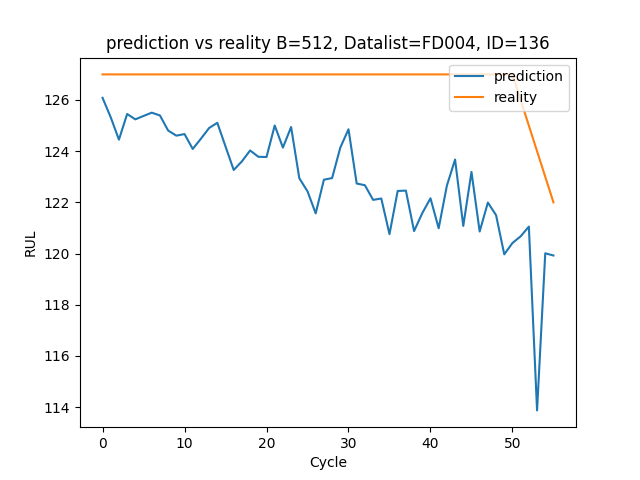 prediction vs reality B=512, Datalist=FD004, ID=136
prediction
reality
RUL
126
124
122
120
118
116
114
0 10 20 30 40 50
Cycle